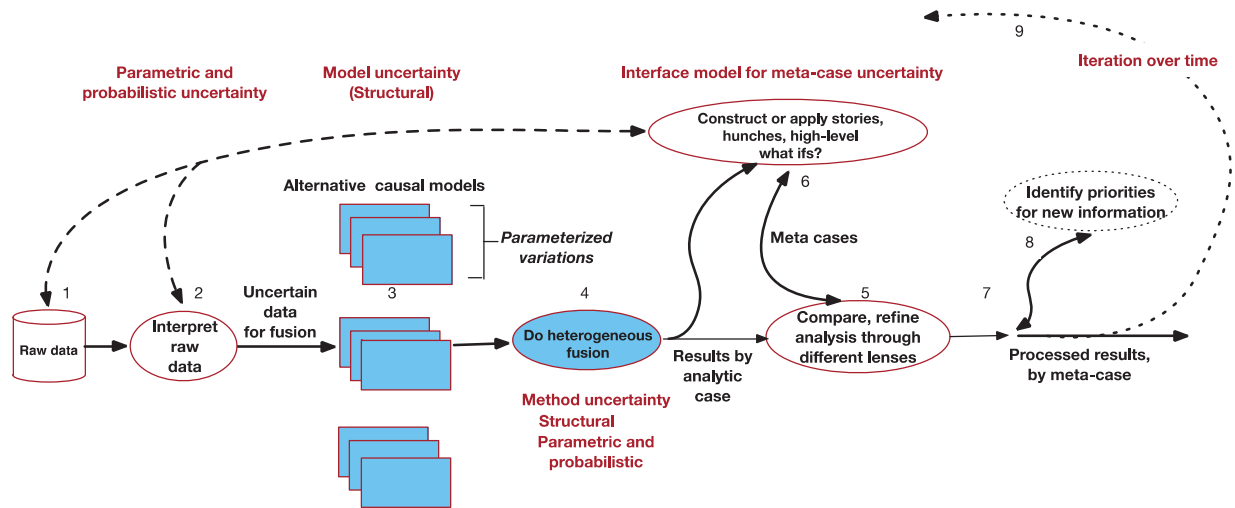 9
Parametric and
probabilistic uncertainty
Model uncertainty
(Structural)
Interface model for meta-case uncertainty
Iteration over time
Construct or apply stories,
hunches, high-level
what ifs?
Alternative causal models
6
Identify priorities
for new information
Parameterized
variations
Meta cases
8
1
2
Uncertain
data
for fusion
3
4
5
7
Raw data
Interpret
raw
data
Do heterogeneous
fusion
Compare, refine
analysis through
different lenses
Results by
analytic
case
Processed results,
by meta-case
Method uncertainty
Structural
Parametric and
probabilistic